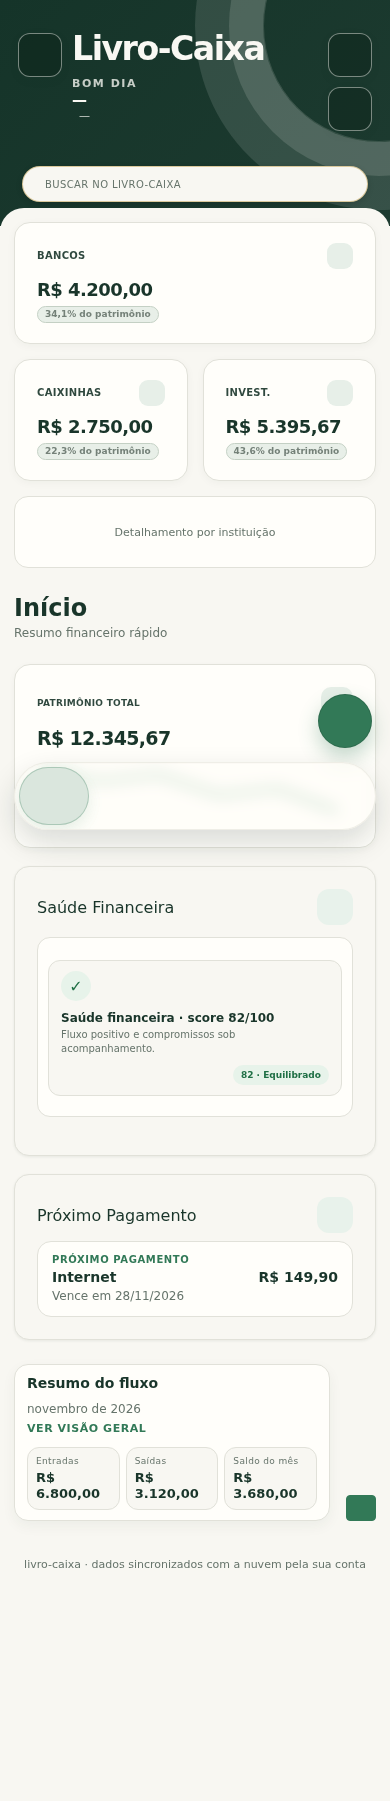 Livro-Caixa
BOM DIA
—
—
BUSCAR NO LIVRO-CAIXA
BANCOS
R$ 4.200,00
34,1% do patrimônio
CAIXINHAS
R$ 2.750,00
22,3% do patrimônio
INVEST.
R$ 5.395,67
43,6% do patrimônio
Detalhamento por instituição
Início
Resumo financeiro rápido
PATRIMÔNIO TOTAL
R$ 12.345,67
Saúde Financeira
✓
Saúde financeira · score 82/100
Fluxo positivo e compromissos sob
acompanhamento.
82 · Equilibrado
Próximo Pagamento
PRÓXIMO PAGAMENTO
Internet R$ 149,90
Vence em 28/11/2026
Resumo do fluxo
novembro de 2026
VER VISÃO GERAL
Entradas
R$
6.800,00
Saídas
R$
3.120,00
Saldo do mês
R$
3.680,00
livro-caixa · dados sincronizados com a nuvem pela sua conta